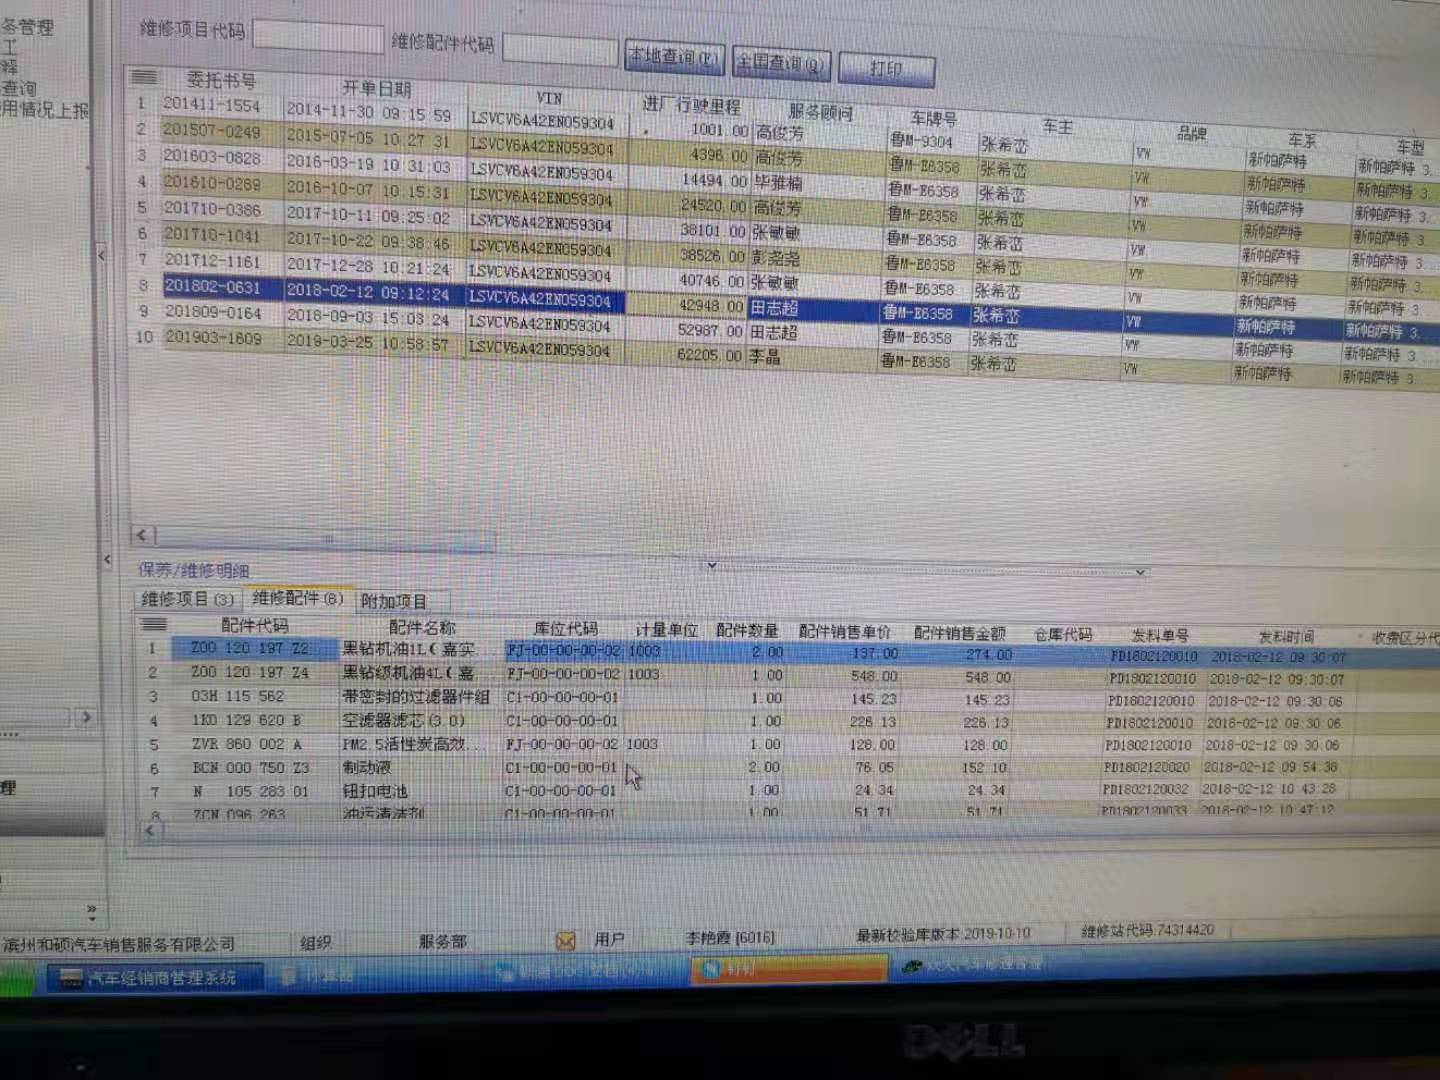 务管理
工
释
查询
用情况上报
维修项目代码 维修配件代码 本地查询(F) 全国查询(Q) 打印
委托书号 开单日期 VIN 进厂行驶里程 服务顾问 车牌号 车主 品牌 车系 车型
1 201411-1554 2014-11-30 09:15:59 LSVCV6A42EN059304 1001.00 高俊芳 鲁M-9304 张希峦 VW 新帕萨特 新帕萨特 3.
2 201507-0249 2015-07-05 10:27:31 LSVCV6A42EN059304 4396.00 高俊芳 鲁M-E6358 张希峦 VW 新帕萨特 新帕萨特 3.
3 201603-0828 2016-03-19 10:31:03 LSVCV6A42EN059304 14494.00 毕雅楠 鲁M-E6358 张希峦 VW 新帕萨特 新帕萨特 3.
4 201610-0289 2016-10-07 10:15:31 LSVCV6A42EN059304 24520.00 高俊芳 鲁M-E6358 张希峦 VW 新帕萨特 新帕萨特 3
5 201710-0386 2017-10-11 09:25:02 LSVCV6A42EN059304 38101.00 张敏敏 鲁M-E6358 张希峦 VW 新帕萨特 新帕萨特 3.
6 201710-1041 2017-10-22 09:38:46 LSVCV6A42EN059304 38526.00 彭尧尧 鲁M-E6358 张希峦 VW 新帕萨特 新帕萨特 3.
7 201712-1161 2017-12-28 10:21:24 LSVCV6A42EN059304 40746.00 张敏敏 鲁M-E6358 张希峦 VW 新帕萨特 新帕萨特 3.
8 201802-0631 2018-02-12 09:12:24 LSVCV6A42EN059304 42948.00 田志超 鲁M-E6358 张希峦 VW 新帕萨特 新帕萨特 3.
9 201809-0164 2018-09-03 15:03:24 LSVCV6A42EN059304 52987.00 田志超 鲁M-E6358 张希峦 VW 新帕萨特 新帕萨特 3.
10 201903-1609 2019-03-25 10:58:57 LSVCV6A42EN059304 62205.00 李晶 鲁M-E6358 张希峦 VW 新帕萨特 新帕萨特 3.
保养/维修明细
维修项目(3) 维修配件(8) 附加项目
配件代码 配件名称 库位代码 计量单位 配件数量 配件销售单价 配件销售金额 仓库代码 发料单号 发料时间 收费区分代
1 Z00 120 197 Z2 黑钻机油1L(嘉实... FJ-00-00-00-02 1003 2.00 137.00 274.00 PD1802120010 2018-02-12 09:30:07
2 Z00 120 197 Z4 黑钻级机油4L(嘉... FJ-00-00-00-02 1003 1.00 548.00 548.00 PD1802120010 2018-02-12 09:30:07
3 03H 115 562 带密封的过滤器件组 C1-00-00-00-01 1.00 145.23 145.23 PD1802120010 2018-02-12 09:30:06
4 1K0 129 620 B 空滤器滤芯(3.0) C1-00-00-00-01 1.00 226.13 226.13 PD1802120010 2018-02-12 09:30:06
5 ZVR 860 002 A PM2.5活性炭高效... FJ-00-00-00-02 1003 1.00 128.00 128.00 PD1802120010 2018-02-12 09:30:06
6 BCN 000 750 Z3 制动液 C1-00-00-00-01 2.00 76.05 152.10 PD1802120020 2018-02-12 09:54:38
7 N 105 283 01 钮扣电池 C1-00-00-00-01 1.00 24.34 24.34 PD1802120032 2018-02-12 10:43:28
8 ZCN 096 263 油污清洁剂 C1-00-00-00-01 1.00 51.71 51.71 PD1802120033 2018-02-12 10:47:12
理
滨州和硕汽车销售服务有限公司 组织 服务部 用户 李艳霞 [6016] 最新校验库版本:2019-10-10 维修站代码:74314420
汽车经销商管理系统 计算器 钉钉 汽车修理管理
DELL